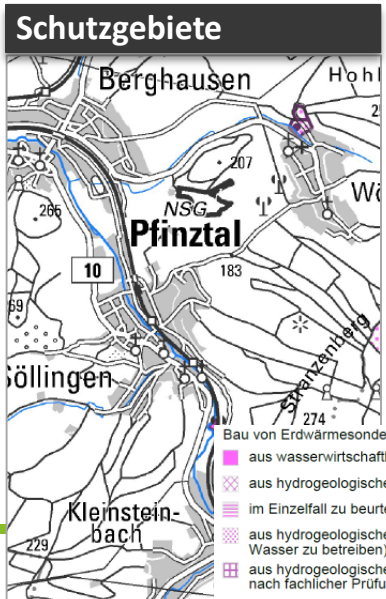 Schutzgebiete
Berghausen
Hohl
207
NSG
265
Pfinztal
10
183
69
Söllingen
Stranzenberg
274
Bau von Erdwärmesonde
aus wasserwirtschaftl
aus hydrogeologische
im Einzelfall zu beurte
aus hydrogeologische
Wasser zu betreiben)
aus hydrogeologische
nach fachlicher Prüfu
Kleinstein-
bach
229